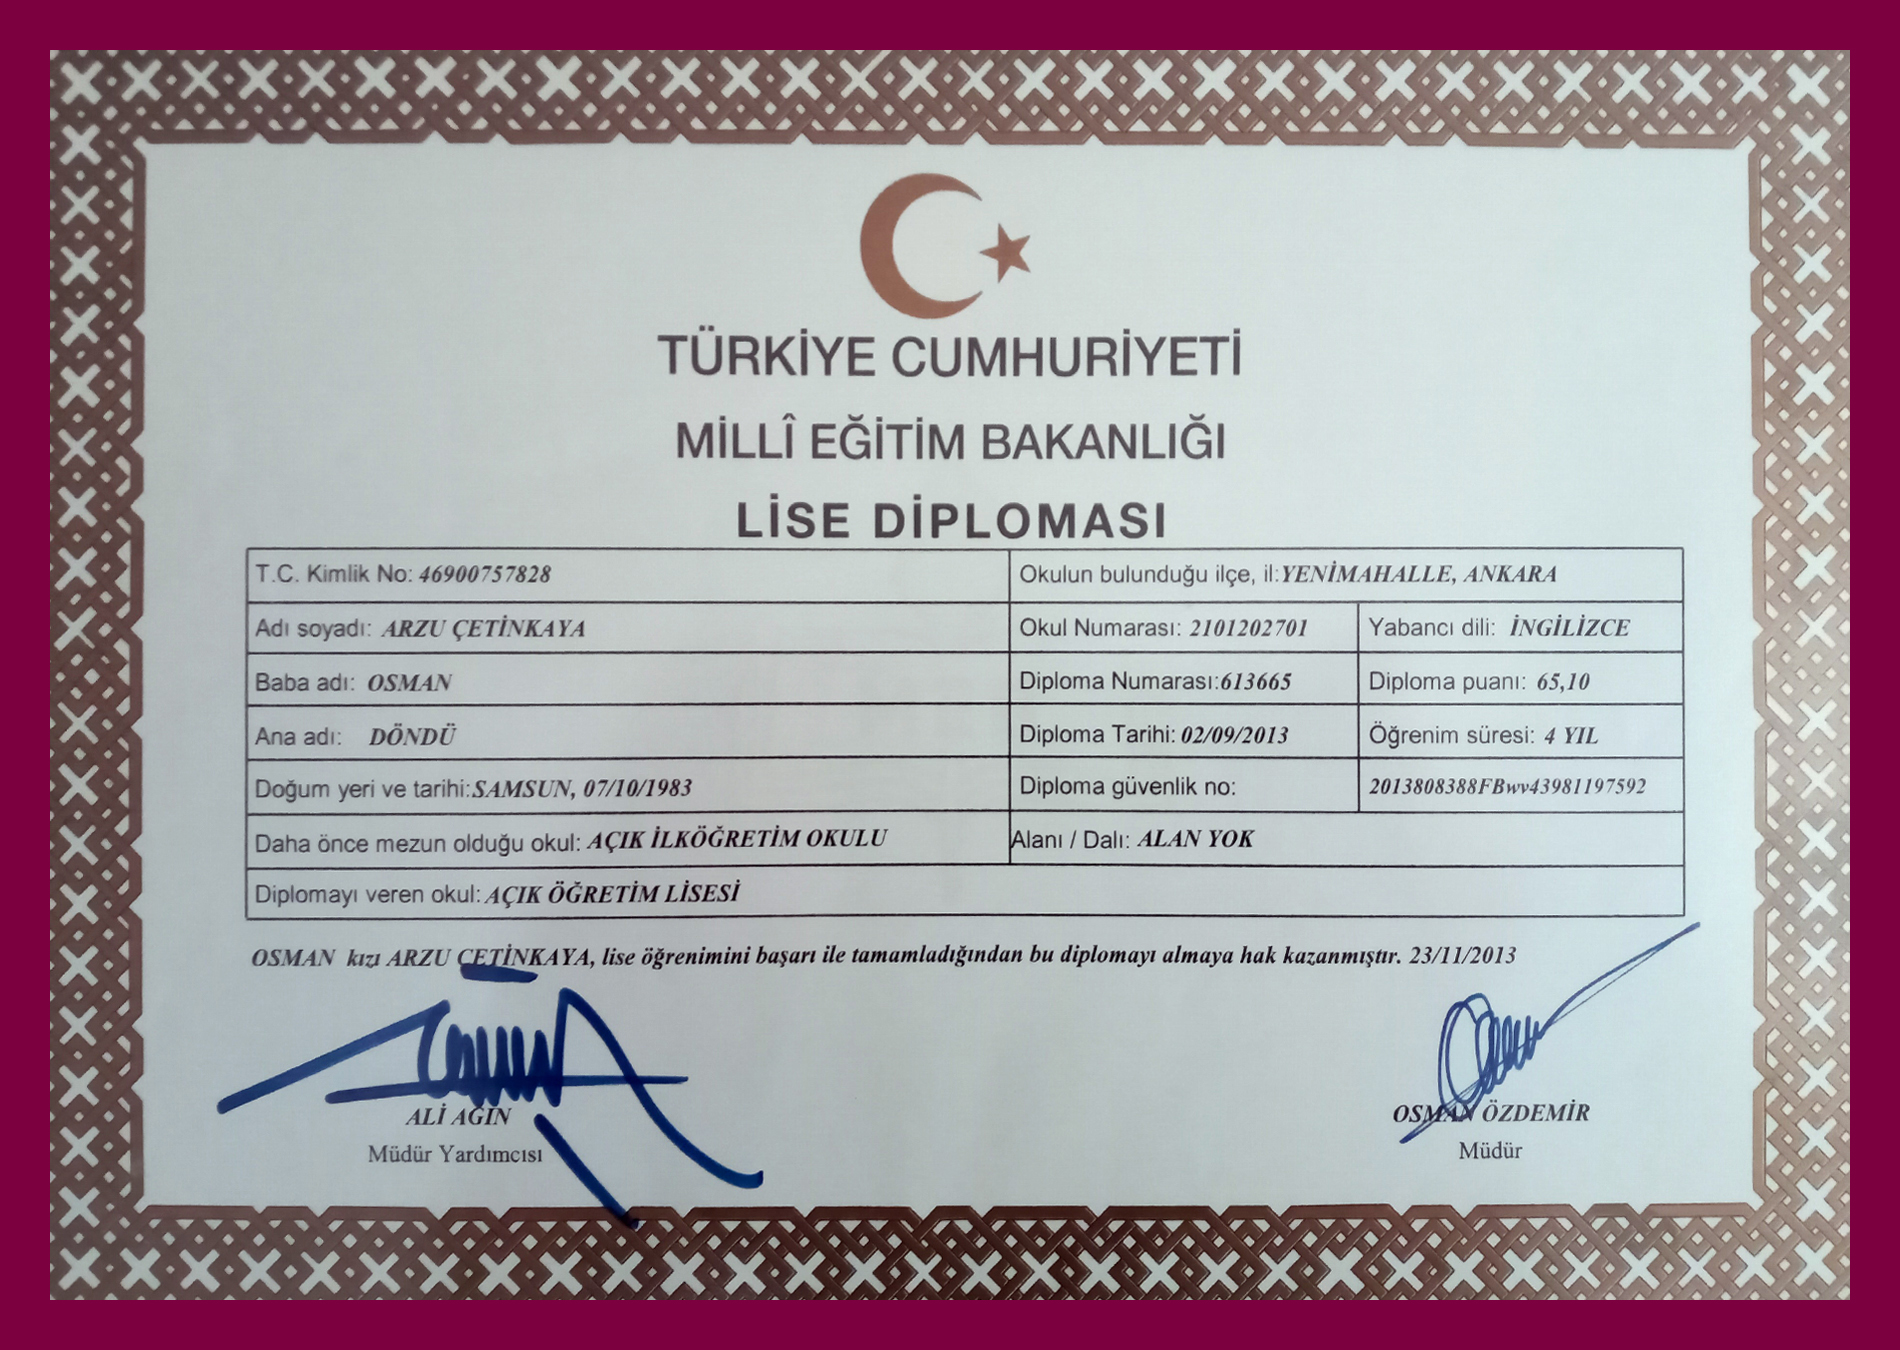 TÜRKİYE CUMHURİYETİ
MİLLÎ EĞİTİM BAKANLIĞI
LİSE DİPLOMASI
T.C. Kimlik No: 46900757828
Okulun bulunduğu ilçe, il:YENİMAHALLE, ANKARA
Adı soyadı: ARZU ÇETİNKAYA
Okul Numarası: 2101202701
Yabancı dili: İNGİLİZCE
Baba adı: OSMAN
Diploma Numarası:613665
Diploma puanı: 65,10
Ana adı: DÖNDÜ
Diploma Tarihi: 02/09/2013
Öğrenim süresi: 4 YIL
Doğum yeri ve tarihi:SAMSUN, 07/10/1983
Diploma güvenlik no:
2013808388FBwv43981197592
Daha önce mezun olduğu okul: AÇIK İLKÖĞRETİM OKULU
Alanı / Dalı: ALAN YOK
Diplomayı veren okul: AÇIK ÖĞRETİM LİSESİ
OSMAN kızı ARZU ÇETİNKAYA, lise öğrenimini başarı ile tamamladığından bu diplomayı almaya hak kazanmıştır. 23/11/2013
ALİ AĞIN
Müdür Yardımcısı
OSMAN ÖZDEMİR
Müdür